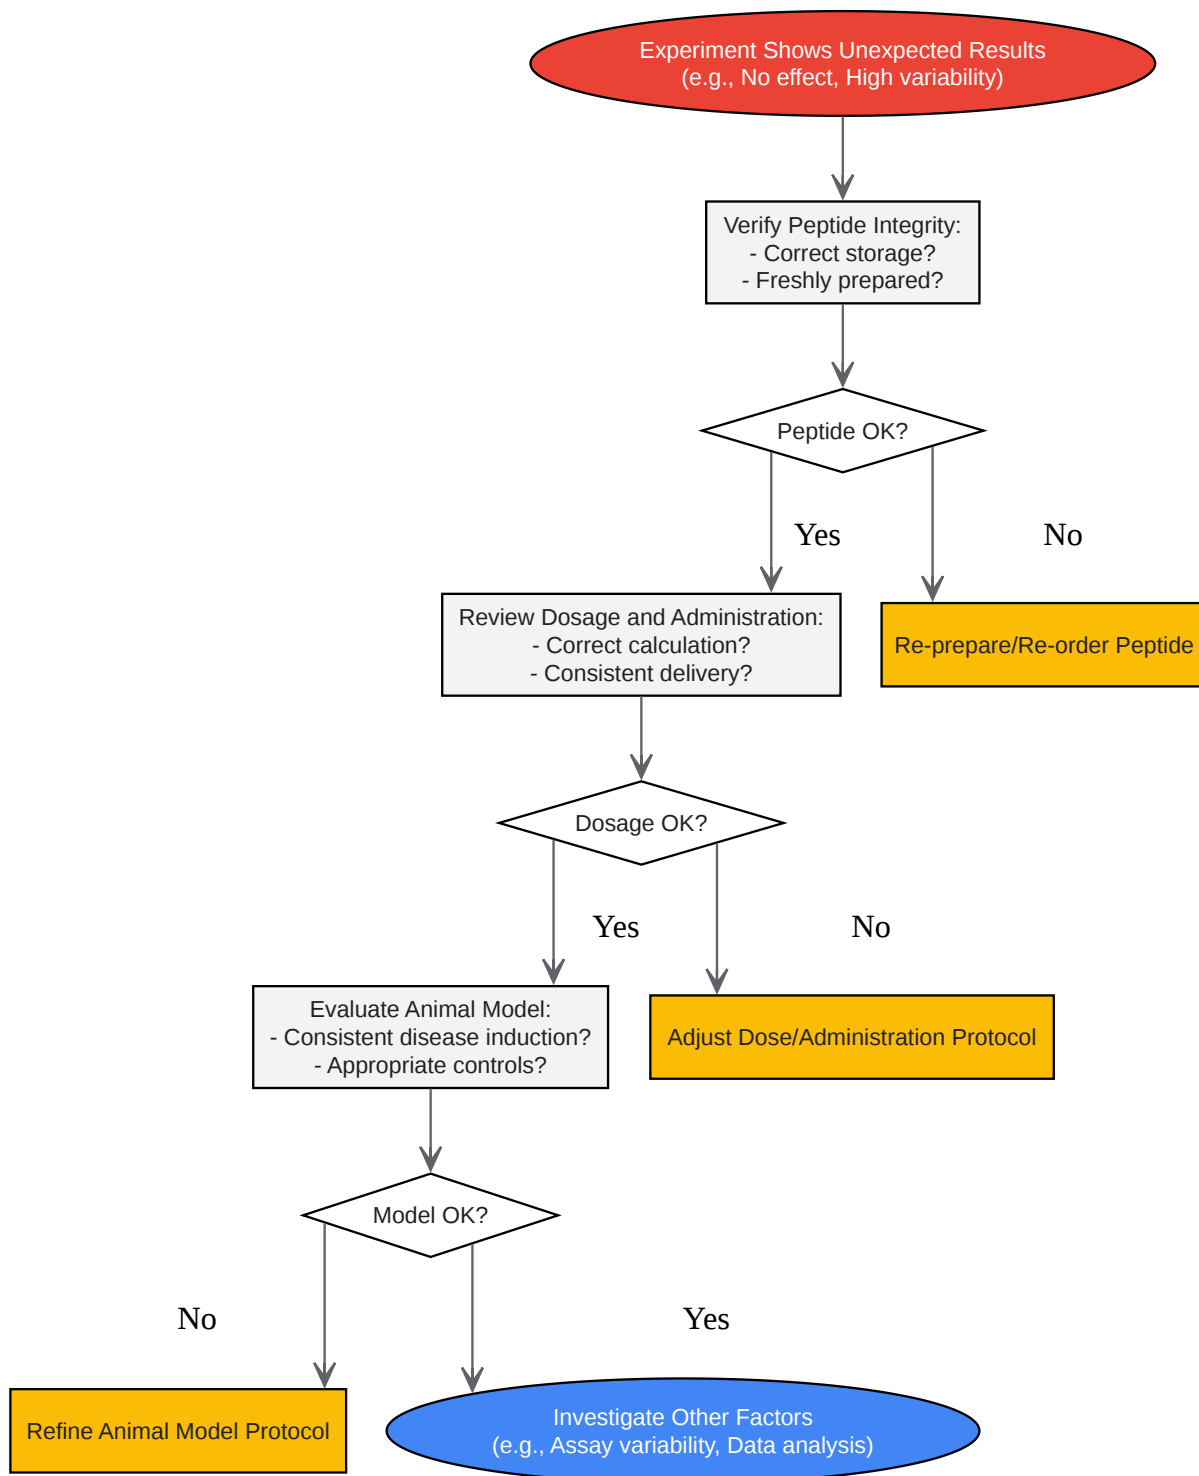 Experiment Shows Unexpected Results
(e.g., No effect, High variability)
Verify Peptide Integrity:
- Correct storage?
- Freshly prepared?
Peptide OK?
Yes
No
Review Dosage and Administration:
- Correct calculation?
- Consistent delivery?
Re-prepare/Re-order Peptide
Dosage OK?
Yes
No
Evaluate Animal Model:
- Consistent disease induction?
- Appropriate controls?
Adjust Dose/Administration Protocol
Model OK?
No
Yes
Refine Animal Model Protocol
Investigate Other Factors
(e.g., Assay variability, Data analysis)